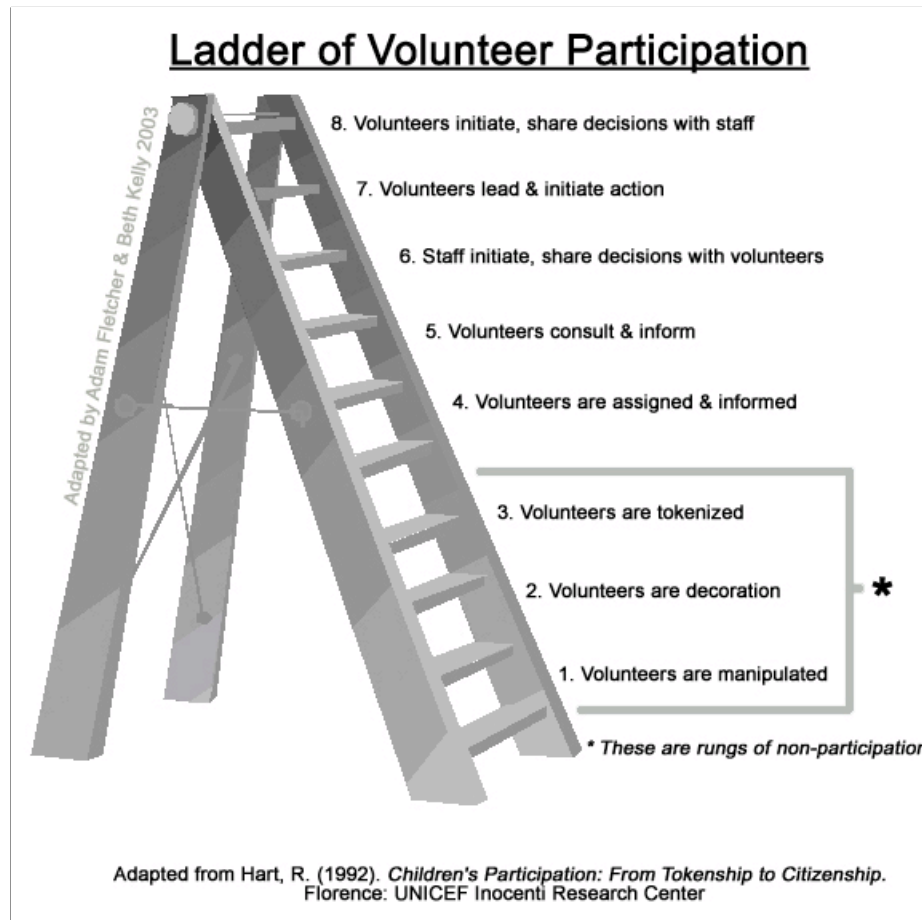 Ladder of Volunteer Participation
Adapted by Adam Fletcher & Beth Kelly 2003
8. Volunteers initiate, share decisions with staff
7. Volunteers lead & initiate action
6. Staff initiate, share decisions with volunteers
5. Volunteers consult & inform
4. Volunteers are assigned & informed
3. Volunteers are tokenized
2. Volunteers are decoration
*
1. Volunteers are manipulated
* These are rungs of non-participation
Adapted from Hart, R. (1992). Children's Participation: From Tokenship to Citizenship.
Florence: UNICEF Inocenti Research Center